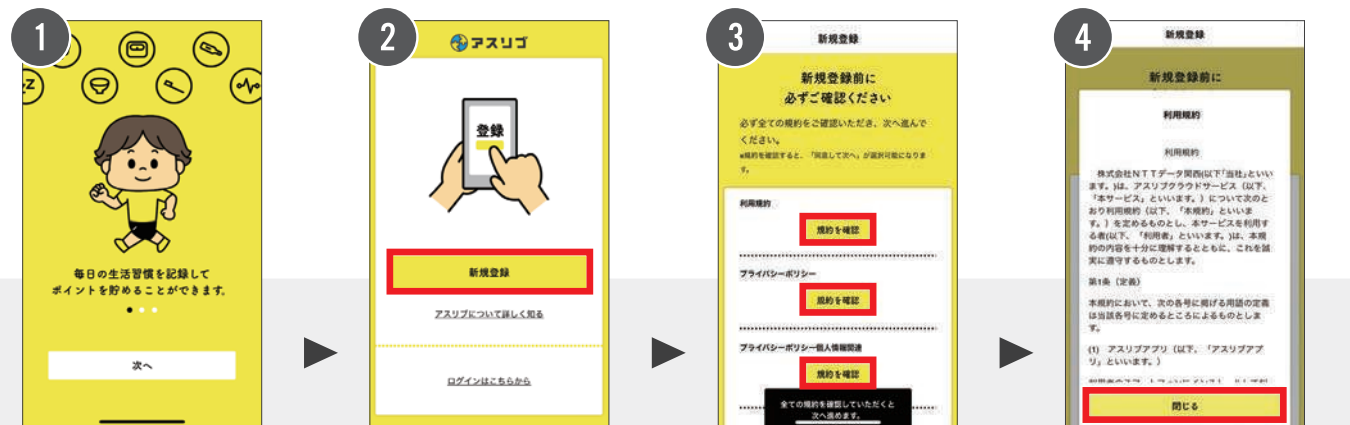 1
Z
毎日の生活習慣を記録して
ポイントを貯めることができます。
次へ
2
アスリブ
登録
新規登録
アスリブについて詳しく知る
ログインはこちらから
3
新規登録
新規登録前に
必ずご確認ください
必ず全ての規約をご確認いただき、次へ進んで
ください。
※規約を確認すると、「同意して次へ」が選択可能になりま
す。
利用規約
規約を確認
プライバシーポリシー
規約を確認
プライバシーポリシー個人情報関連
規約を確認
全ての規約を確認していただくと
次へ進めます。
4
新規登録
新規登録前に
利用規約
利用規約
株式会社NTTデータ関西(以下「当社」といい
ます。)は、アスリブクラウドサービス（以下、
「本サービス」といいます。）について次のと
おり利用規約（以下、「本規約」といいま
す。）を定めるものとし、本サービスを利用す
る者(以下、「利用者」といいます。)は、本規
約の内容を十分に理解するとともに、これを誠
実に遵守するものとします。
第1条（定義）
本規約において、次の各号に掲げる用語の定義
は当該各号に定めるところによるものとしま
す。
(1) アスリブアプリ（以下、「アスリブアプ
リ」といいます。）
閉じる